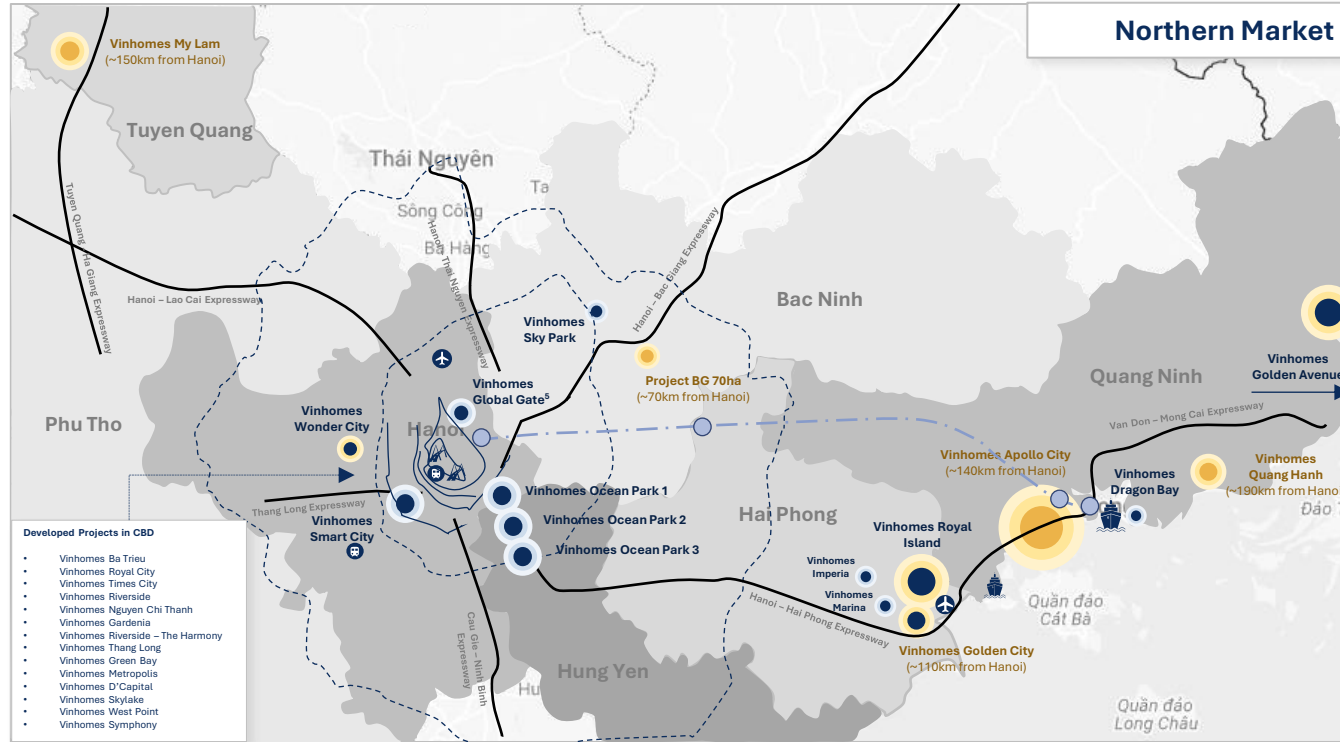 Northern Market
Vinhomes My Lam
(~150km from Hanoi)
Tuyen Quang
Thái Nguyên
Ta
Sông Công
Bá Hàng
Tuyen Quang – Ha Giang Expressway
Hanoi – Thai Nguyen Expressway
Hanoi – Bac Giang Expressway
Hanoi – Lao Cai Expressway
Bac Ninh
Vinhomes
Sky Park
Project BG 70ha
(~70km from Hanoi)
Vinhomes
Golden Avenue
Quang Ninh
Vinhomes
Global Gate5
Phu Tho
Vinhomes
Wonder City
Hanoi
Van Don – Mong Cai Expressway
Vinhomes Apollo City
(~140km from Hanoi)
Vinhomes
Dragon Bay
Vinhomes
Quang Hanh
(~190km from Hanoi
Đảo T
Thang Long Expressway
Vinhomes
Smart City
Vinhomes Ocean Park 1
Vinhomes Ocean Park 2
Vinhomes Ocean Park 3
Hai Phong
Vinhomes Royal
Island
Vinhomes
Imperia
Vinhomes
Marina
Hanoi – Hai Phong Expressway
Quần đảo
Cát Bà
Vinhomes Golden City
(~110km from Hanoi)
Cau Gie – Ninh Binh
Expressway
Hung Yen
Hu
Quần đảo
Long Châu
Developed Projects in CBD
• Vinhomes Ba Trieu
• Vinhomes Royal City
• Vinhomes Times City
• Vinhomes Riverside
• Vinhomes Nguyen Chi Thanh
• Vinhomes Gardenia
• Vinhomes Riverside – The Harmony
• Vinhomes Thang Long
• Vinhomes Green Bay
• Vinhomes Metropolis
• Vinhomes D'Capital
• Vinhomes Skylake
• Vinhomes West Point
• Vinhomes Symphony